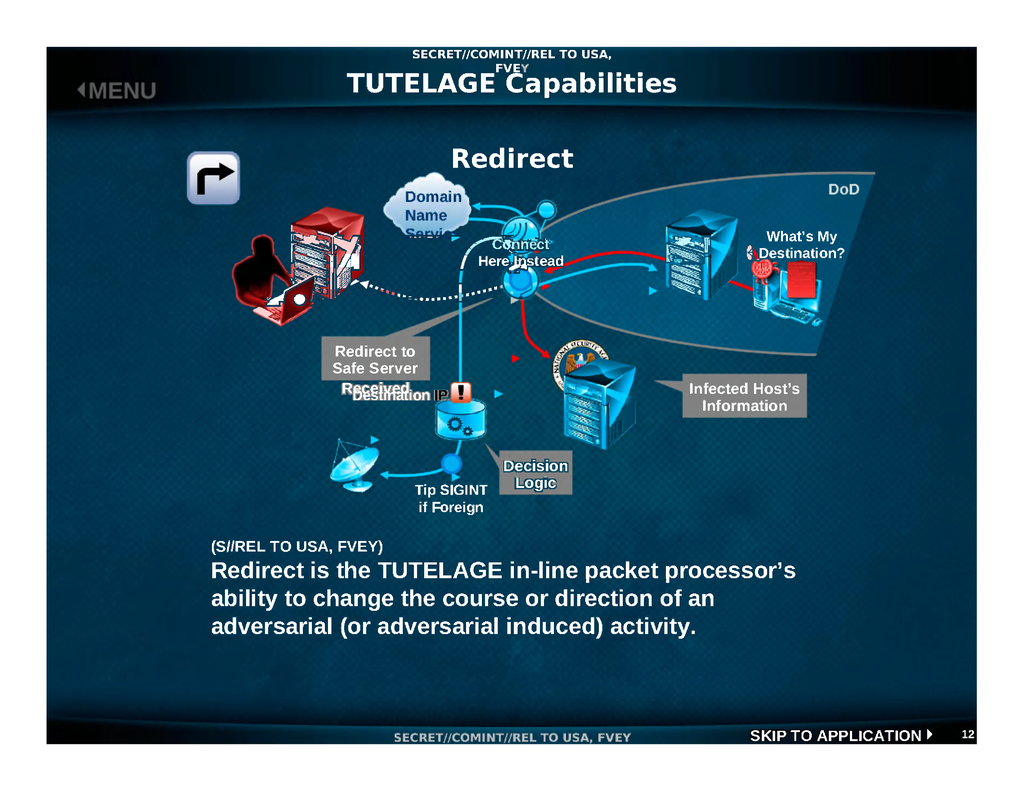 SECRET//COMINT//REL TO USA,
FVEY
MENU
TUTELAGE Capabilities
Redirect
DoD
Domain
Name
Service
What's My
Destination?
Connect
Here Instead
Redirect to
Safe Server
Received
Destination IP
!
NATIONAL SECURITY
Infected Host's
Information
Decision
Logic
Tip SIGINT
if Foreign
(S//REL TO USA, FVEY)
Redirect is the TUTELAGE in-line packet processor's
ability to change the course or direction of an
adversarial (or adversarial induced) activity.
SECRET//COMINT//REL TO USA, FVEY
SKIP TO APPLICATION
12